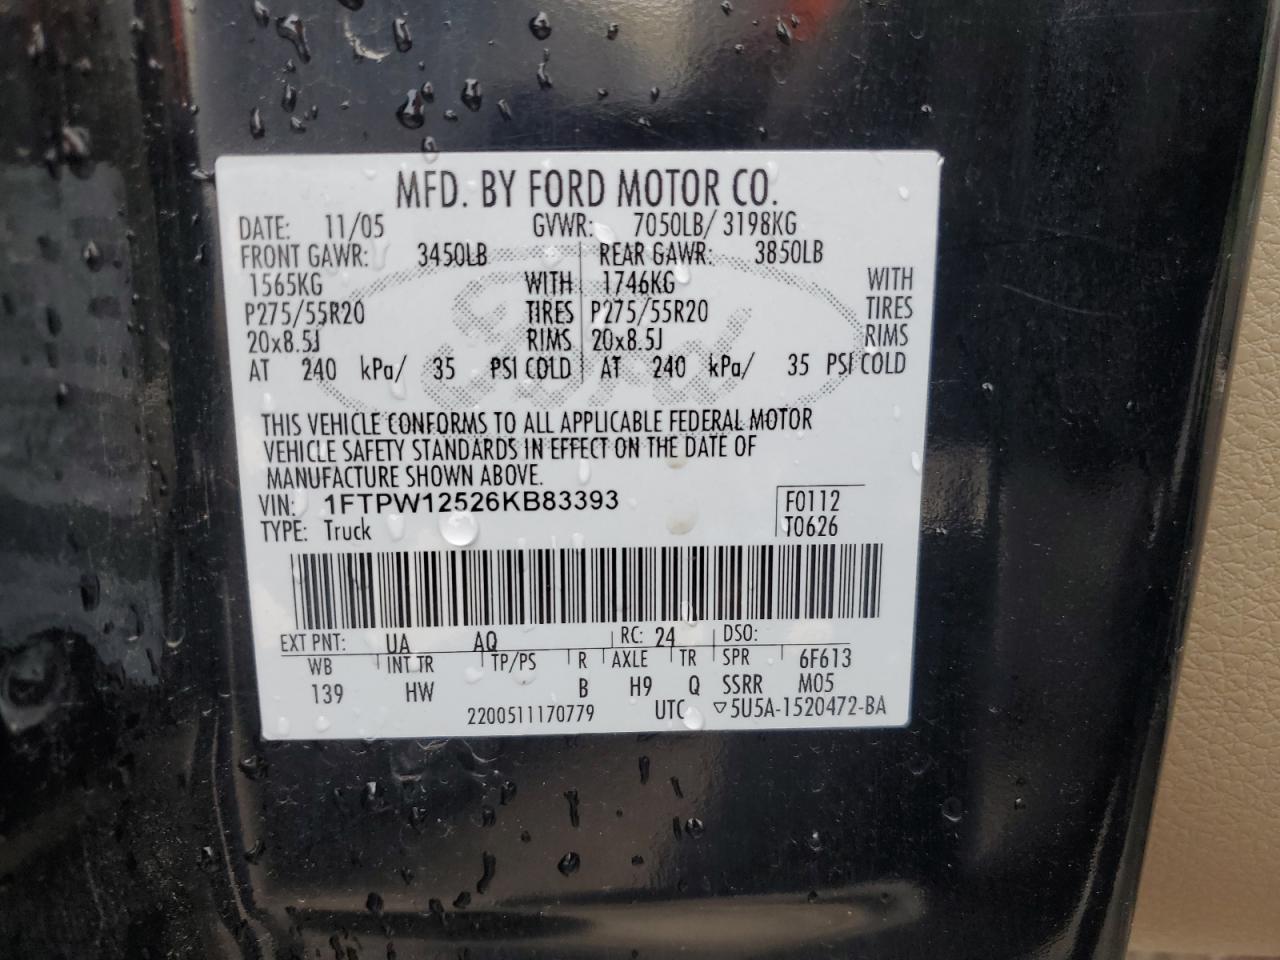 MFD. BY FORD MOTOR CO.
DATE: 11/05 GVWR: 7050LB/ 3198KG
FRONT GAWR: 3450LB REAR GAWR: 3850LB
1565KG WITH 1746KG WITH
P275/55R20 TIRES P275/55R20 TIRES
20x8.5J RIMS 20x8.5J RIMS
AT 240 kPa/ 35 PSI COLD AT 240 kPa/ 35 PSI COLD
THIS VEHICLE CONFORMS TO ALL APPLICABLE FEDERAL MOTOR
VEHICLE SAFETY STANDARDS IN EFFECT ON THE DATE OF
MANUFACTURE SHOWN ABOVE.
VIN: 1FTPW12526KB83393 F0112
TYPE: Truck T0626
EXT PNT: UA AQ RC: 24 DSO:
WB INT TR TP/PS R AXLE TR SPR 6F613
139 HW B H9 Q SSRR M05
2200511170779 UTC ▽5U5A-1520472-BA